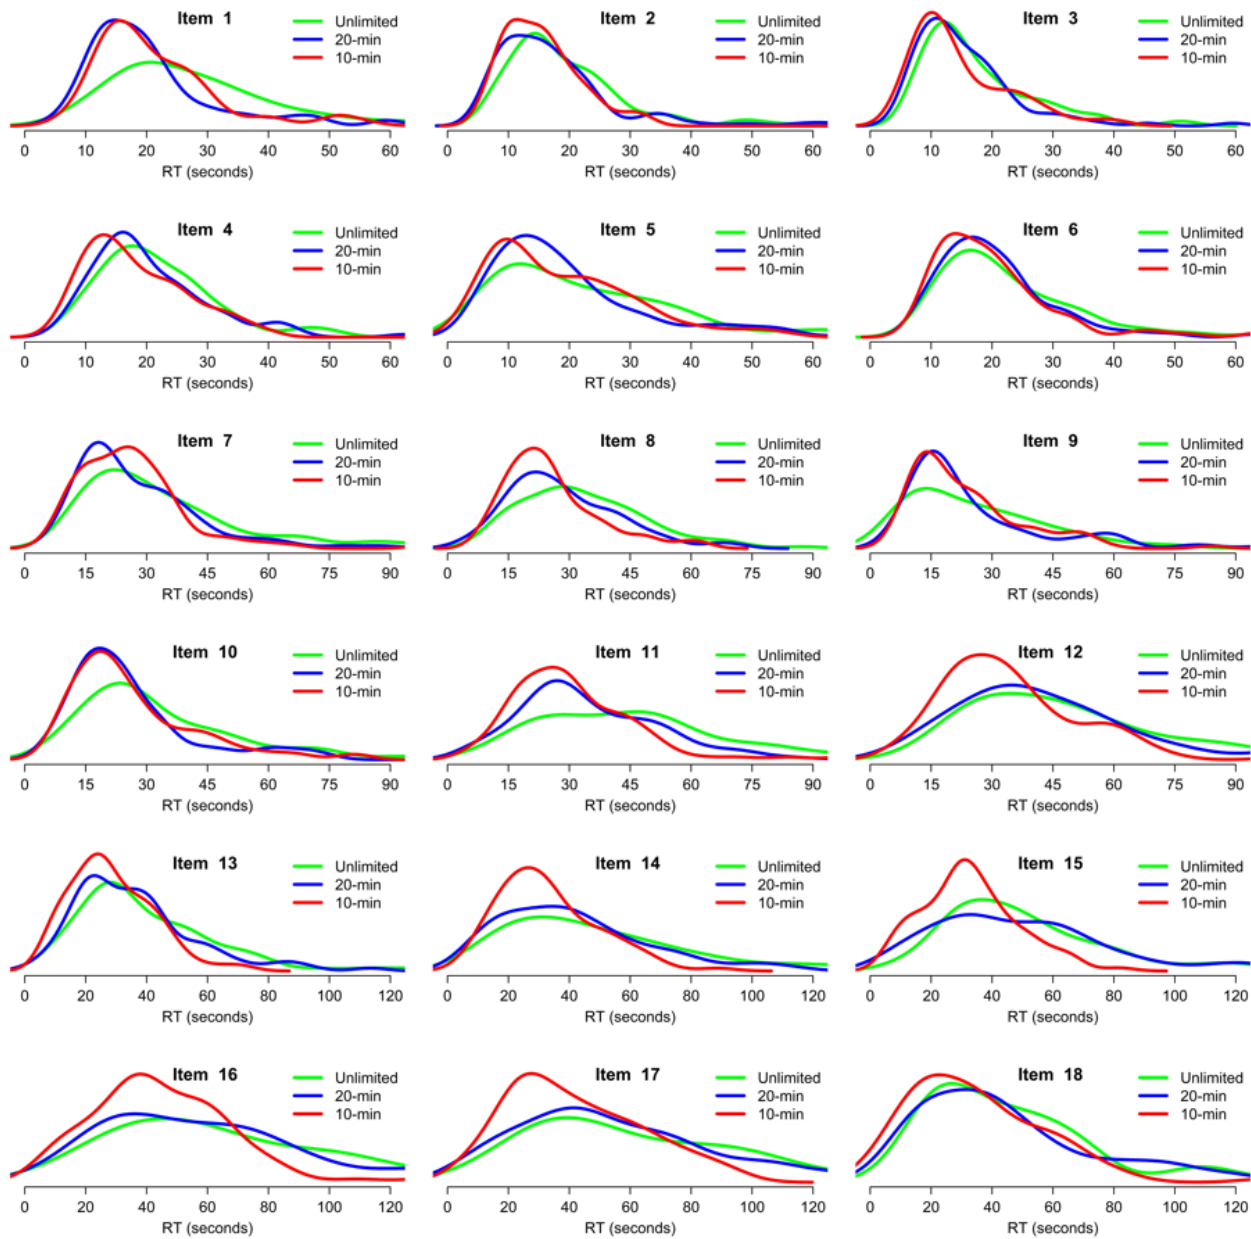 Item 1
Unlimited
20-min
10-min
0 10 20 30 40 50 60
RT (seconds)
Item 2
Unlimited
20-min
10-min
0 10 20 30 40 50 60
RT (seconds)
Item 3
Unlimited
20-min
10-min
0 10 20 30 40 50 60
RT (seconds)
Item 4
Unlimited
20-min
10-min
0 10 20 30 40 50 60
RT (seconds)
Item 5
Unlimited
20-min
10-min
0 10 20 30 40 50 60
RT (seconds)
Item 6
Unlimited
20-min
10-min
0 10 20 30 40 50 60
RT (seconds)
Item 7
Unlimited
20-min
10-min
0 15 30 45 60 75 90
RT (seconds)
Item 8
Unlimited
20-min
10-min
0 15 30 45 60 75 90
RT (seconds)
Item 9
Unlimited
20-min
10-min
0 15 30 45 60 75 90
RT (seconds)
Item 10
Unlimited
20-min
10-min
0 15 30 45 60 75 90
RT (seconds)
Item 11
Unlimited
20-min
10-min
0 15 30 45 60 75 90
RT (seconds)
Item 12
Unlimited
20-min
10-min
0 15 30 45 60 75 90
RT (seconds)
Item 13
Unlimited
20-min
10-min
0 20 40 60 80 100 120
RT (seconds)
Item 14
Unlimited
20-min
10-min
0 20 40 60 80 100 120
RT (seconds)
Item 15
Unlimited
20-min
10-min
0 20 40 60 80 100 120
RT (seconds)
Item 16
Unlimited
20-min
10-min
0 20 40 60 80 100 120
RT (seconds)
Item 17
Unlimited
20-min
10-min
0 20 40 60 80 100 120
RT (seconds)
Item 18
Unlimited
20-min
10-min
0 20 40 60 80 100 120
RT (seconds)